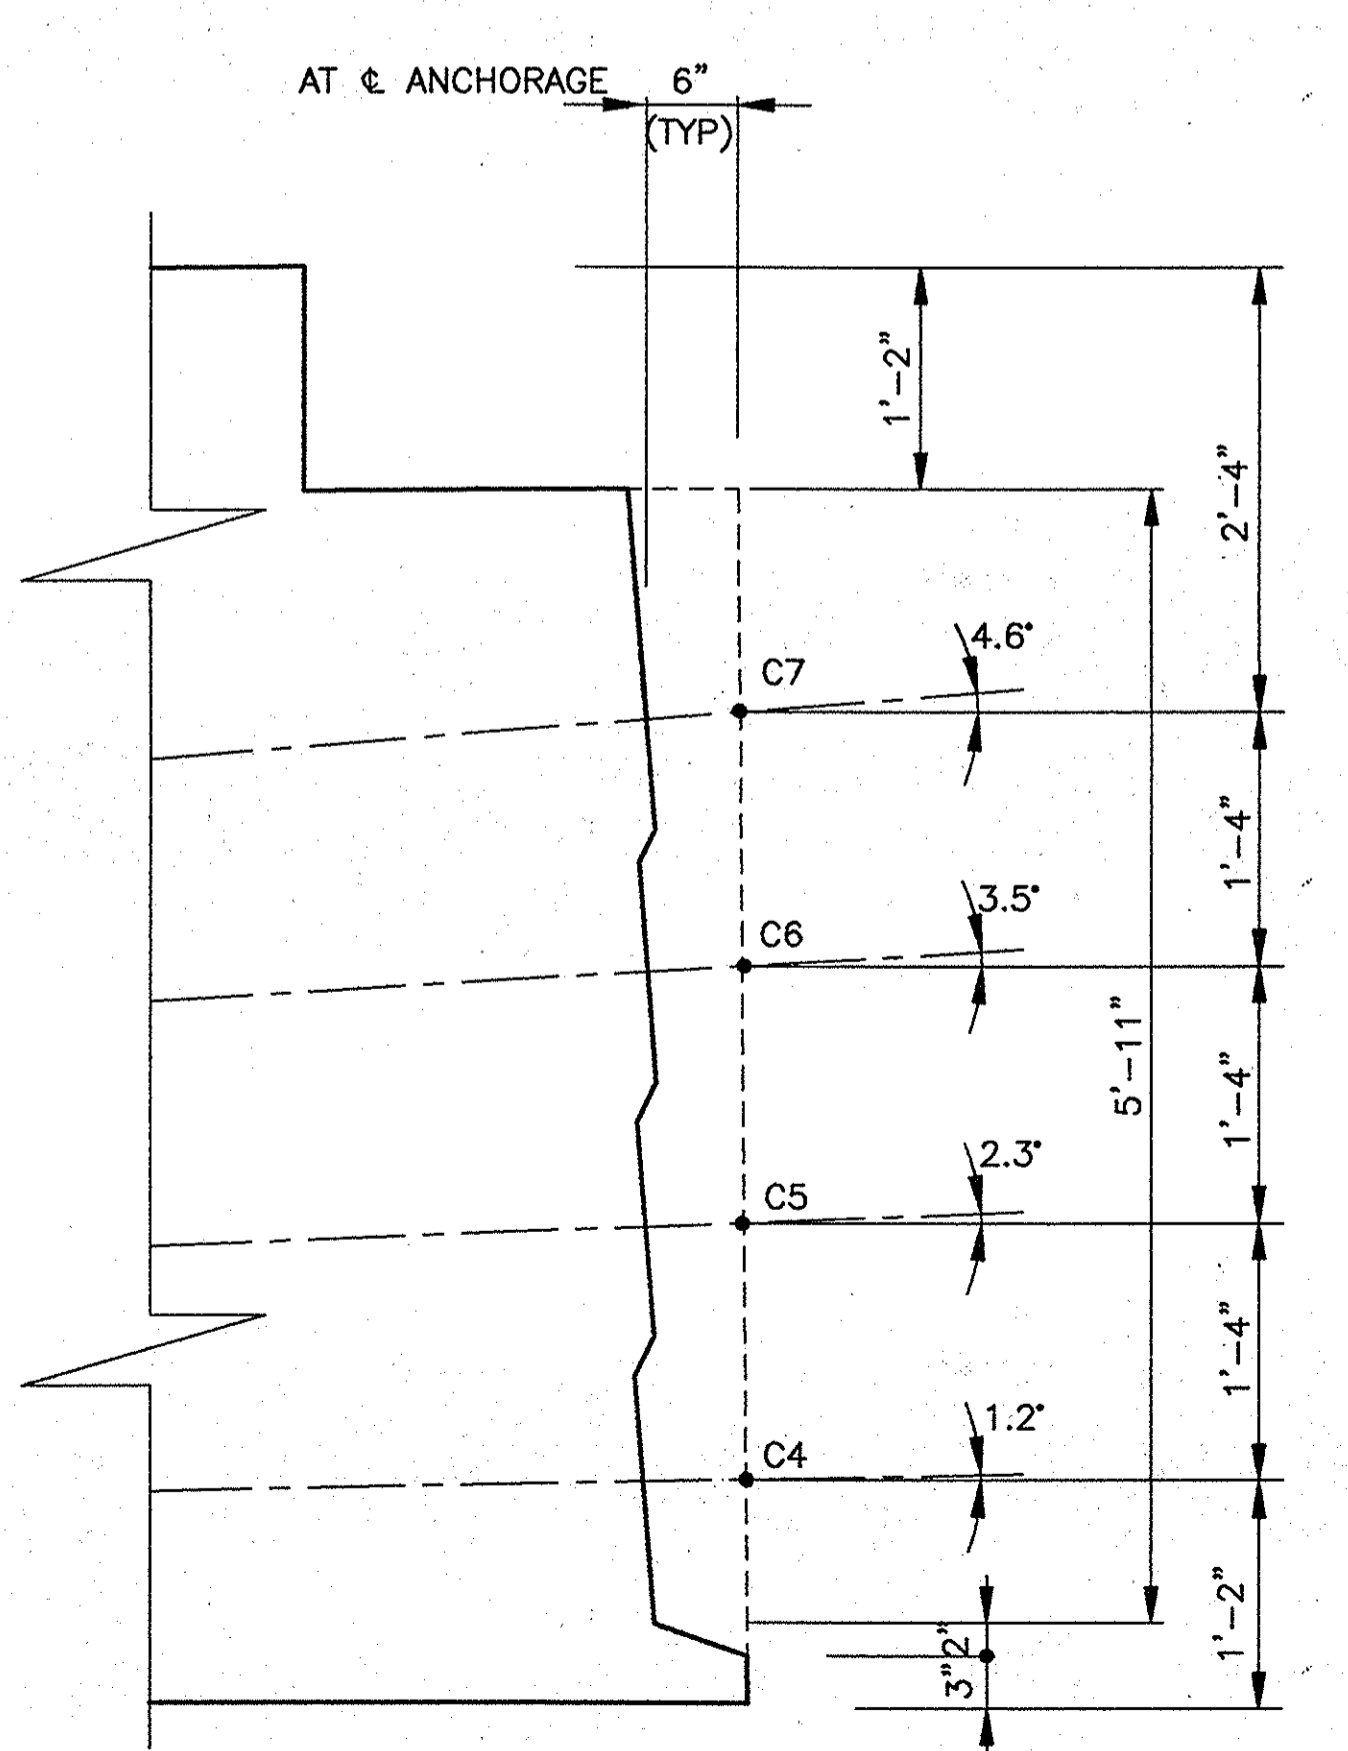 AT ℄ ANCHORAGE 6"
(TYP)
1'-2"
2'-4"
4.6°
C7
1'-4"
3.5°
C6
5'-11"
1'-4"
2.3°
C5
1'-4"
1.2°
C4
1'-2"
2"
3"